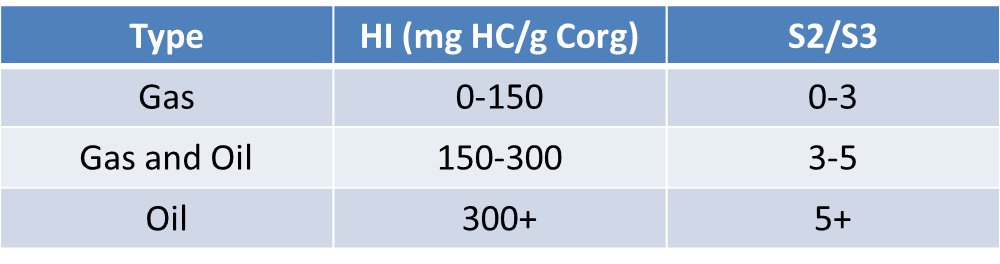 Type HI (mg HC/g Corg) S2/S3
Gas 0-150 0-3
Gas and Oil 150-300 3-5
Oil 300+ 5+